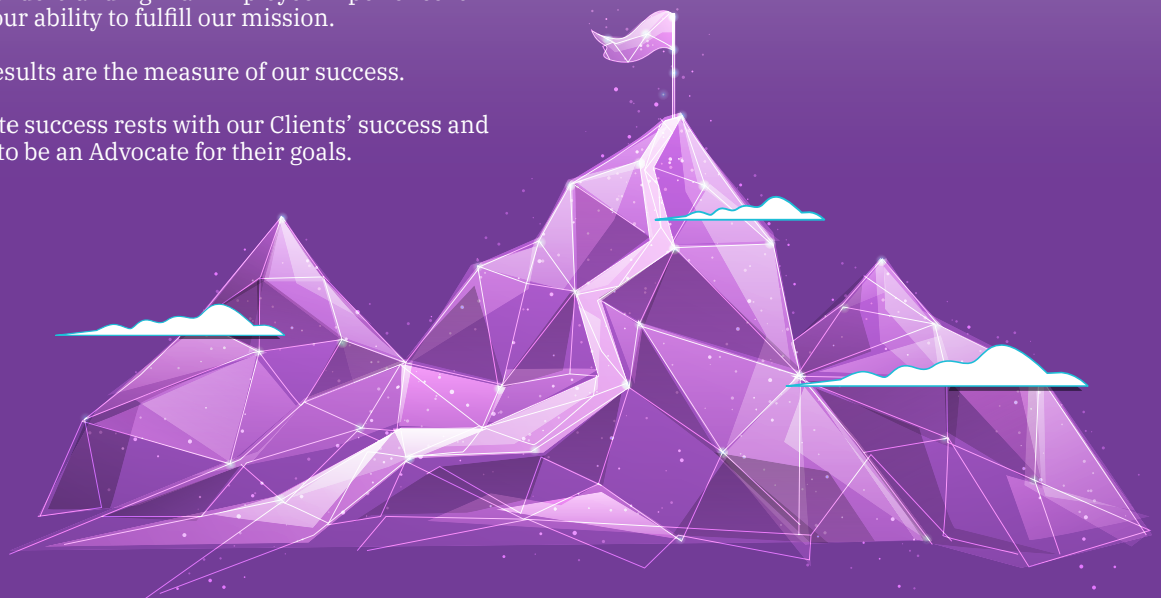 our ability to fulfill our mission.
esults are the measure of our success.
te success rests with our Clients’ success and
to be an Advocate for their goals.